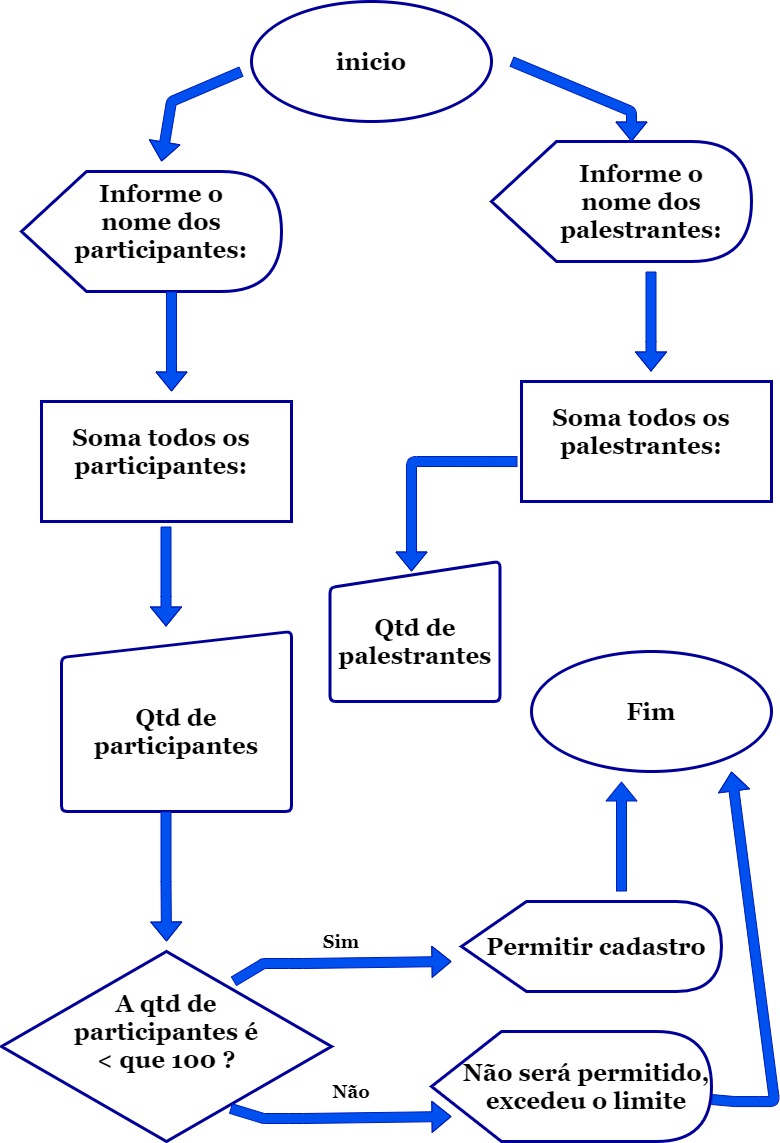 inicio
Informe o
nome dos
participantes:
Informe o
nome dos
palestrantes:
Soma todos os
participantes:
Soma todos os
palestrantes:
Qtd de
palestrantes
Qtd de
participantes
Fim
A qtd de
participantes é
< que 100 ?
Sim
Permitir cadastro
Não
Não será permitido,
excedeu o limite